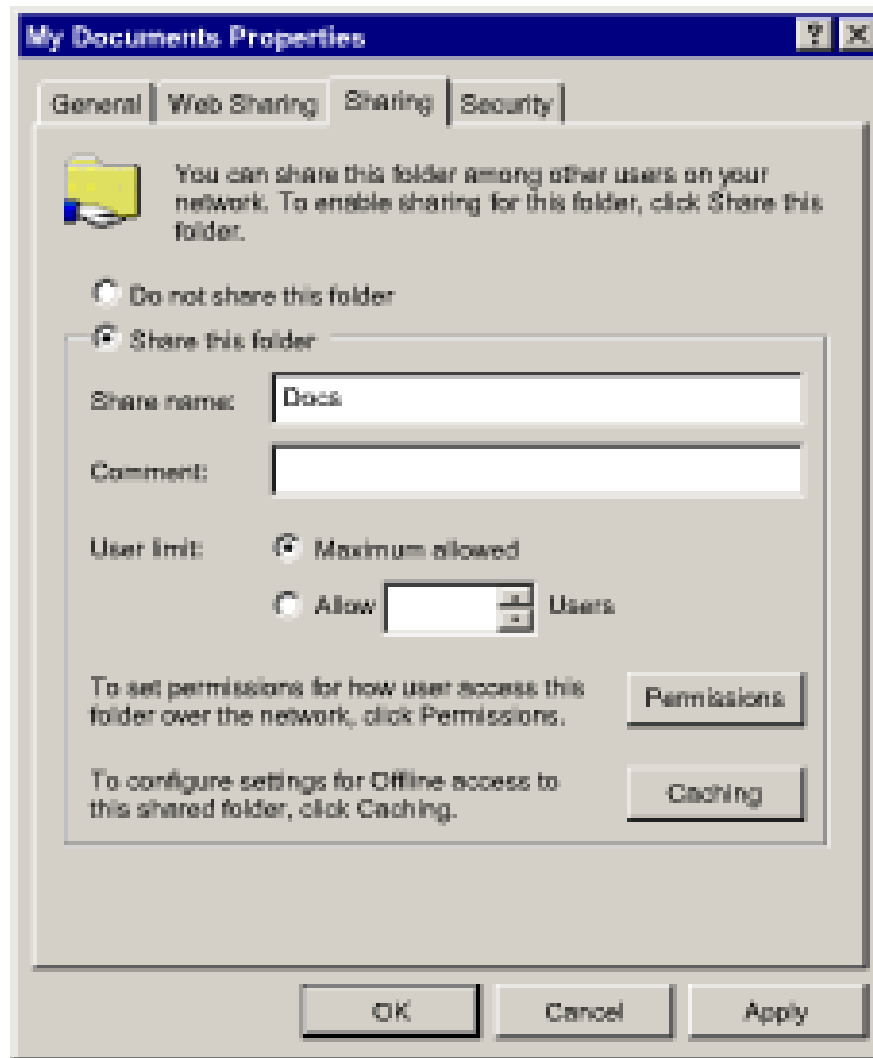 My Documents Properties
General Web Sharing Sharing Security
You can share this folder among other users on your
network. To enable sharing for this folder, click Share this
folder.
Do not share this folder
Share this folder
Share name: Docs
Comment:
User limit: Maximum allowed
Allow Users
To set permissions for how user access this
folder over the network, click Permissions.
Permissions
To configure settings for Offline access to
this shared folder, click Caching.
Caching
OK Cancel Apply